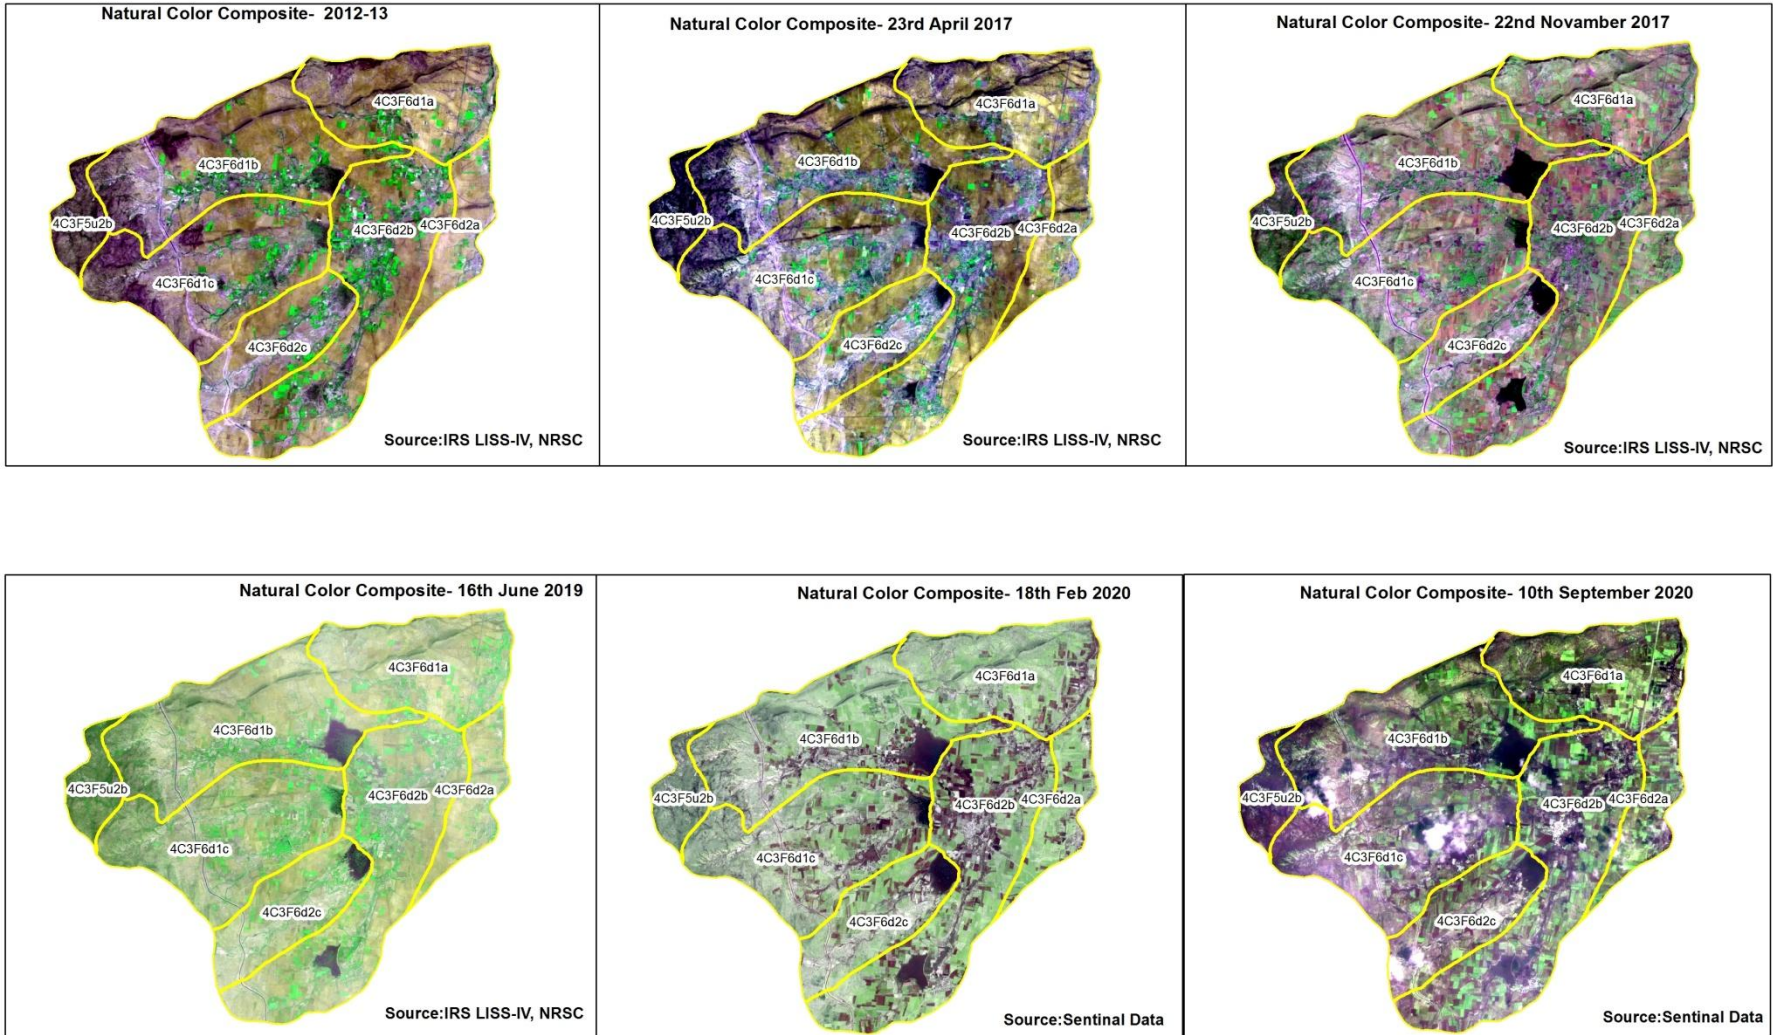 Natural Color Composite- 2012-13
4C3F6d1a
4C3F6d1b
4C3F5u2b
4C3F6d2b
4C3F6d2a
4C3F6d1c
4C3F6d2c
Source:IRS LISS-IV, NRSC
Natural Color Composite- 23rd April 2017
4C3F6d1a
4C3F6d1b
4C3F5u2b
4C3F6d2b
4C3F6d2a
4C3F6d1c
4C3F6d2c
Source:IRS LISS-IV, NRSC
Natural Color Composite- 22nd Novamber 2017
4C3F6d1a
4C3F6d1b
4C3F5u2b
4C3F6d2b
4C3F6d2a
4C3F6d1c
4C3F6d2c
Source:IRS LISS-IV, NRSC
Natural Color Composite- 16th June 2019
4C3F6d1a
4C3F6d1b
4C3F5u2b
4C3F6d2b
4C3F6d2a
4C3F6d1c
4C3F6d2c
Source:IRS LISS-IV, NRSC
Natural Color Composite- 18th Feb 2020
4C3F6d1a
4C3F6d1b
4C3F5u2b
4C3F6d2b
4C3F6d2a
4C3F6d1c
4C3F6d2c
Source:Sentinal Data
Natural Color Composite- 10th September 2020
4C3F6d1a
4C3F6d1b
4C3F5u2b
4C3F6d2b
4C3F6d2a
4C3F6d1c
4C3F6d2c
Source:Sentinal Data